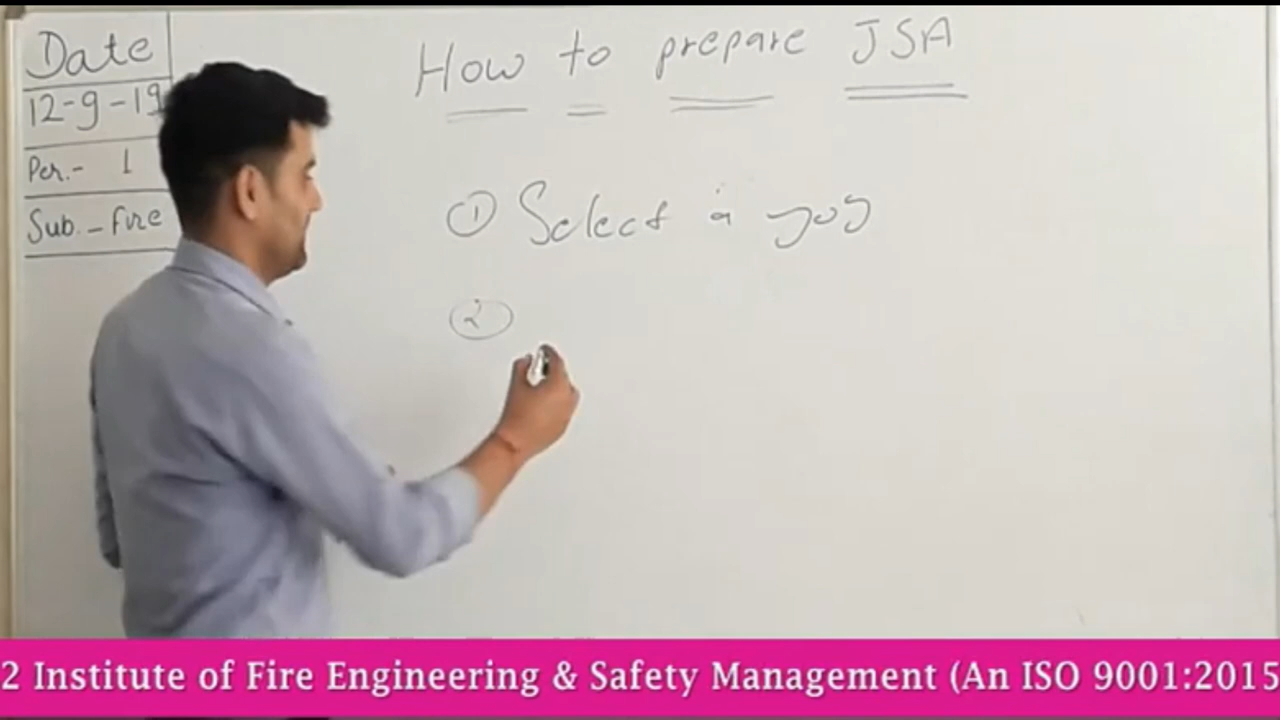 Date
12-9-19
Per.- 1
Sub.- Fire
How to prepare JSA
① Select a job
②
2 Institute of Fire Engineering & Safety Management (An ISO 9001:2015